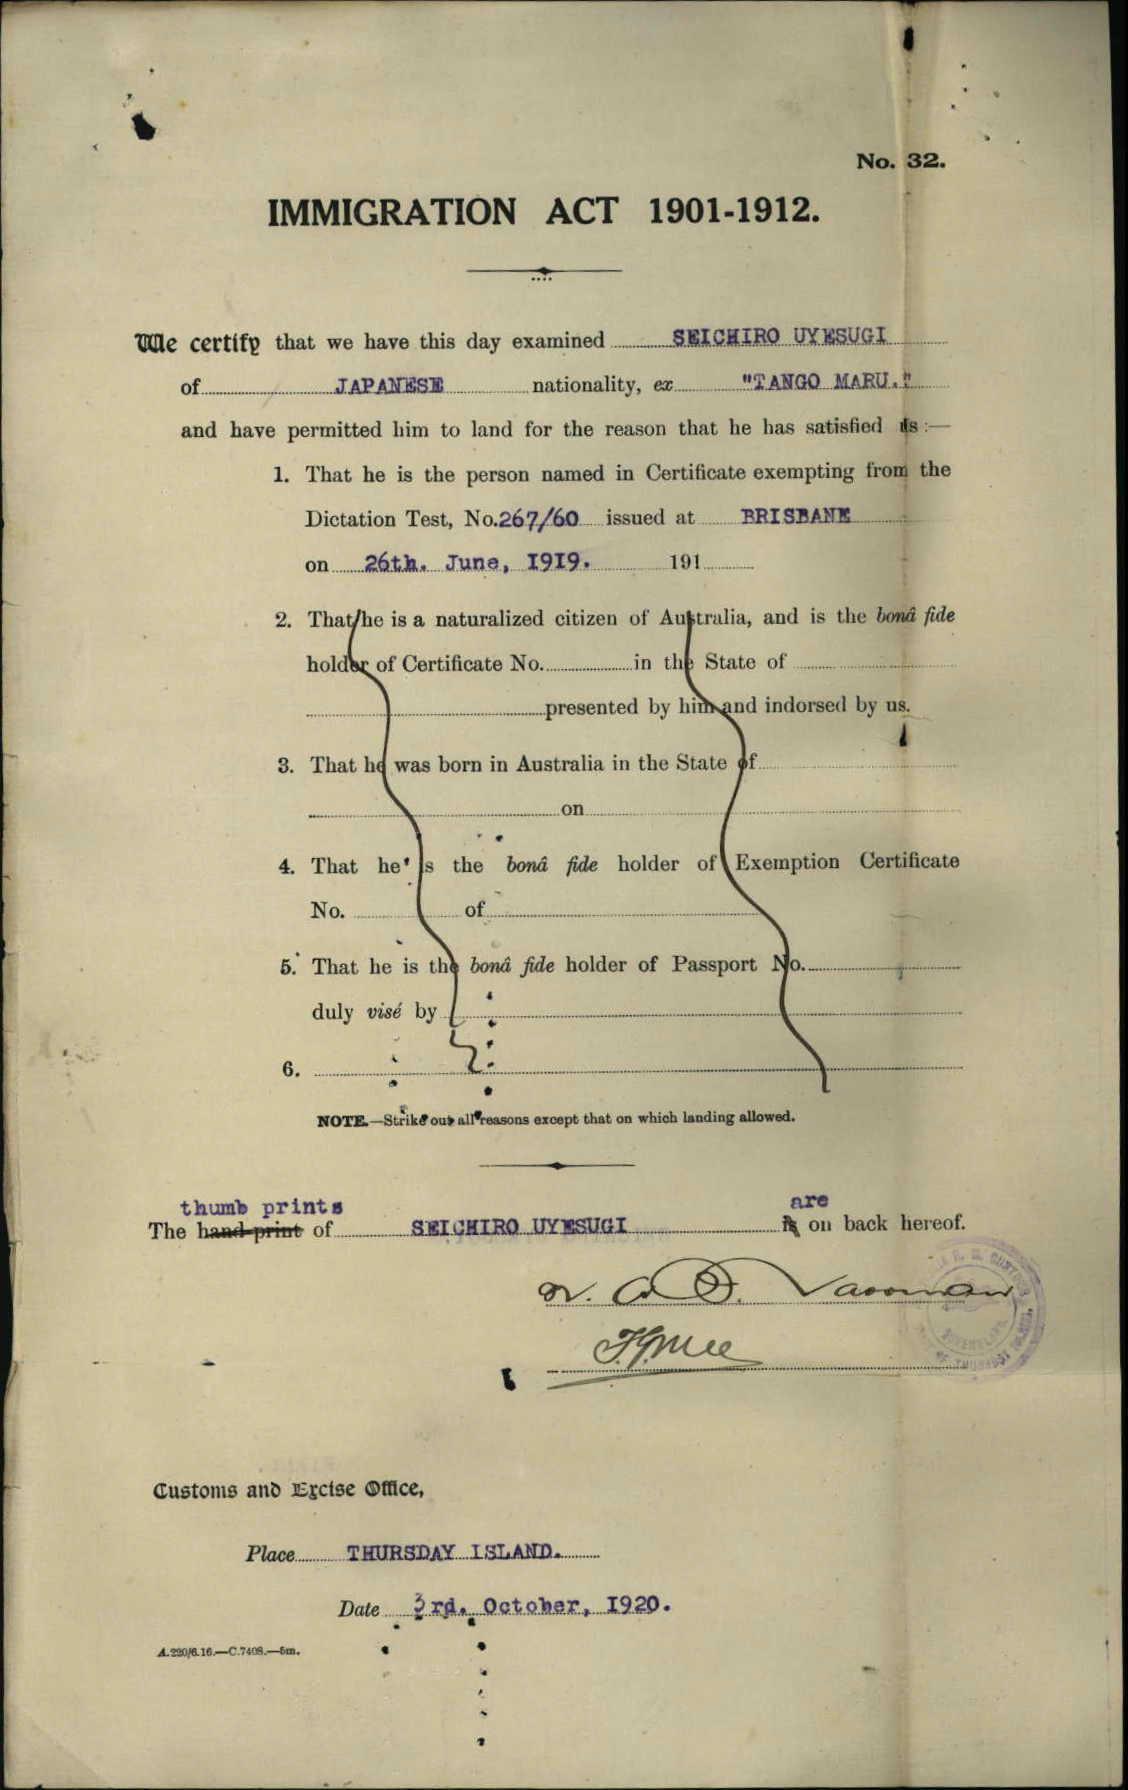 No. 32.
IMMIGRATION ACT 1901-1912.
We certify that we have this day examined SEICHIRO UYESUGI
of JAPANESE nationality, ex "TANGO MARU."
and have permitted him to land for the reason that he has satisfied us :—
1. That he is the person named in Certificate exempting from the
Dictation Test, No. 267/60 issued at BRISBANE
on 26th. June, 1919. 191
2. That he is a naturalized citizen of Australia, and is the bonâ fide
holder of Certificate No. in the State of
presented by him and indorsed by us.
3. That he was born in Australia in the State of
on
4. That he is the bonâ fide holder of Exemption Certificate
No. of
5. That he is the bonâ fide holder of Passport No.
duly visé by
6.
NOTE.—Strike out all reasons except that on which landing allowed.
thumb prints are
The hand-print of SEICHIRO UYESUGI is on back hereof.
Customs and Excise Office,
Place THURSDAY ISLAND.
Date 3rd. October, 1920.
A.220/6.16.—C.7408.—5m.